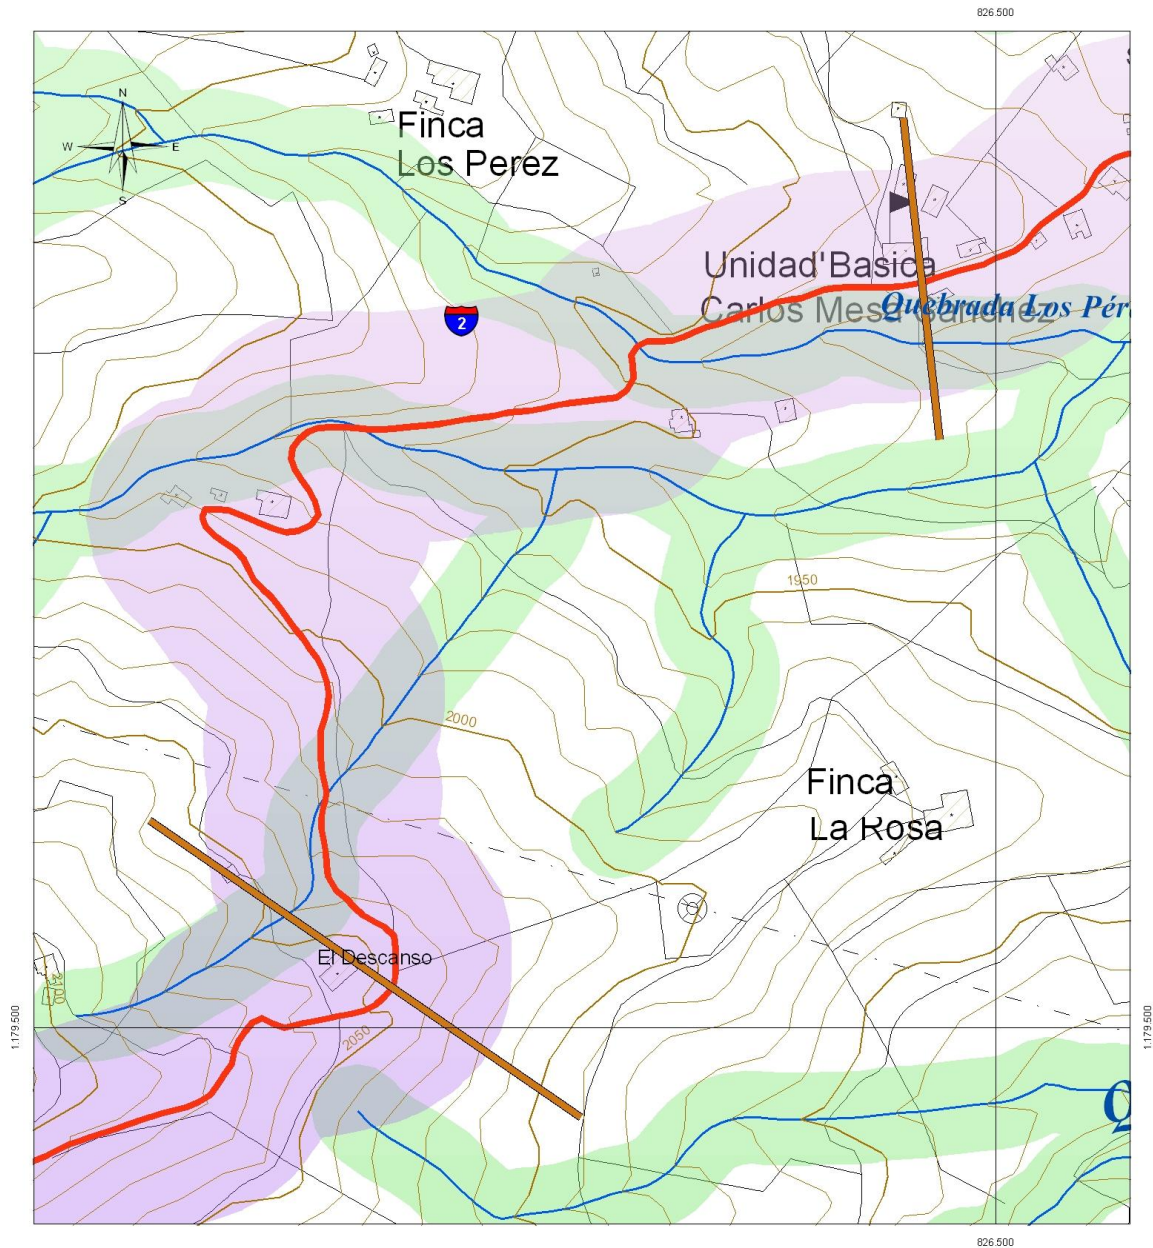 826.500
N
W E
S
Finca
Los Perez
Unidad'Basica
Carlos Mesa Sanchez
Quebrada Los Pér
2
1950
2000
Finca
La Rosa
El Descanso
2100
2050
1.179.500
1.179.500
Q
826.500